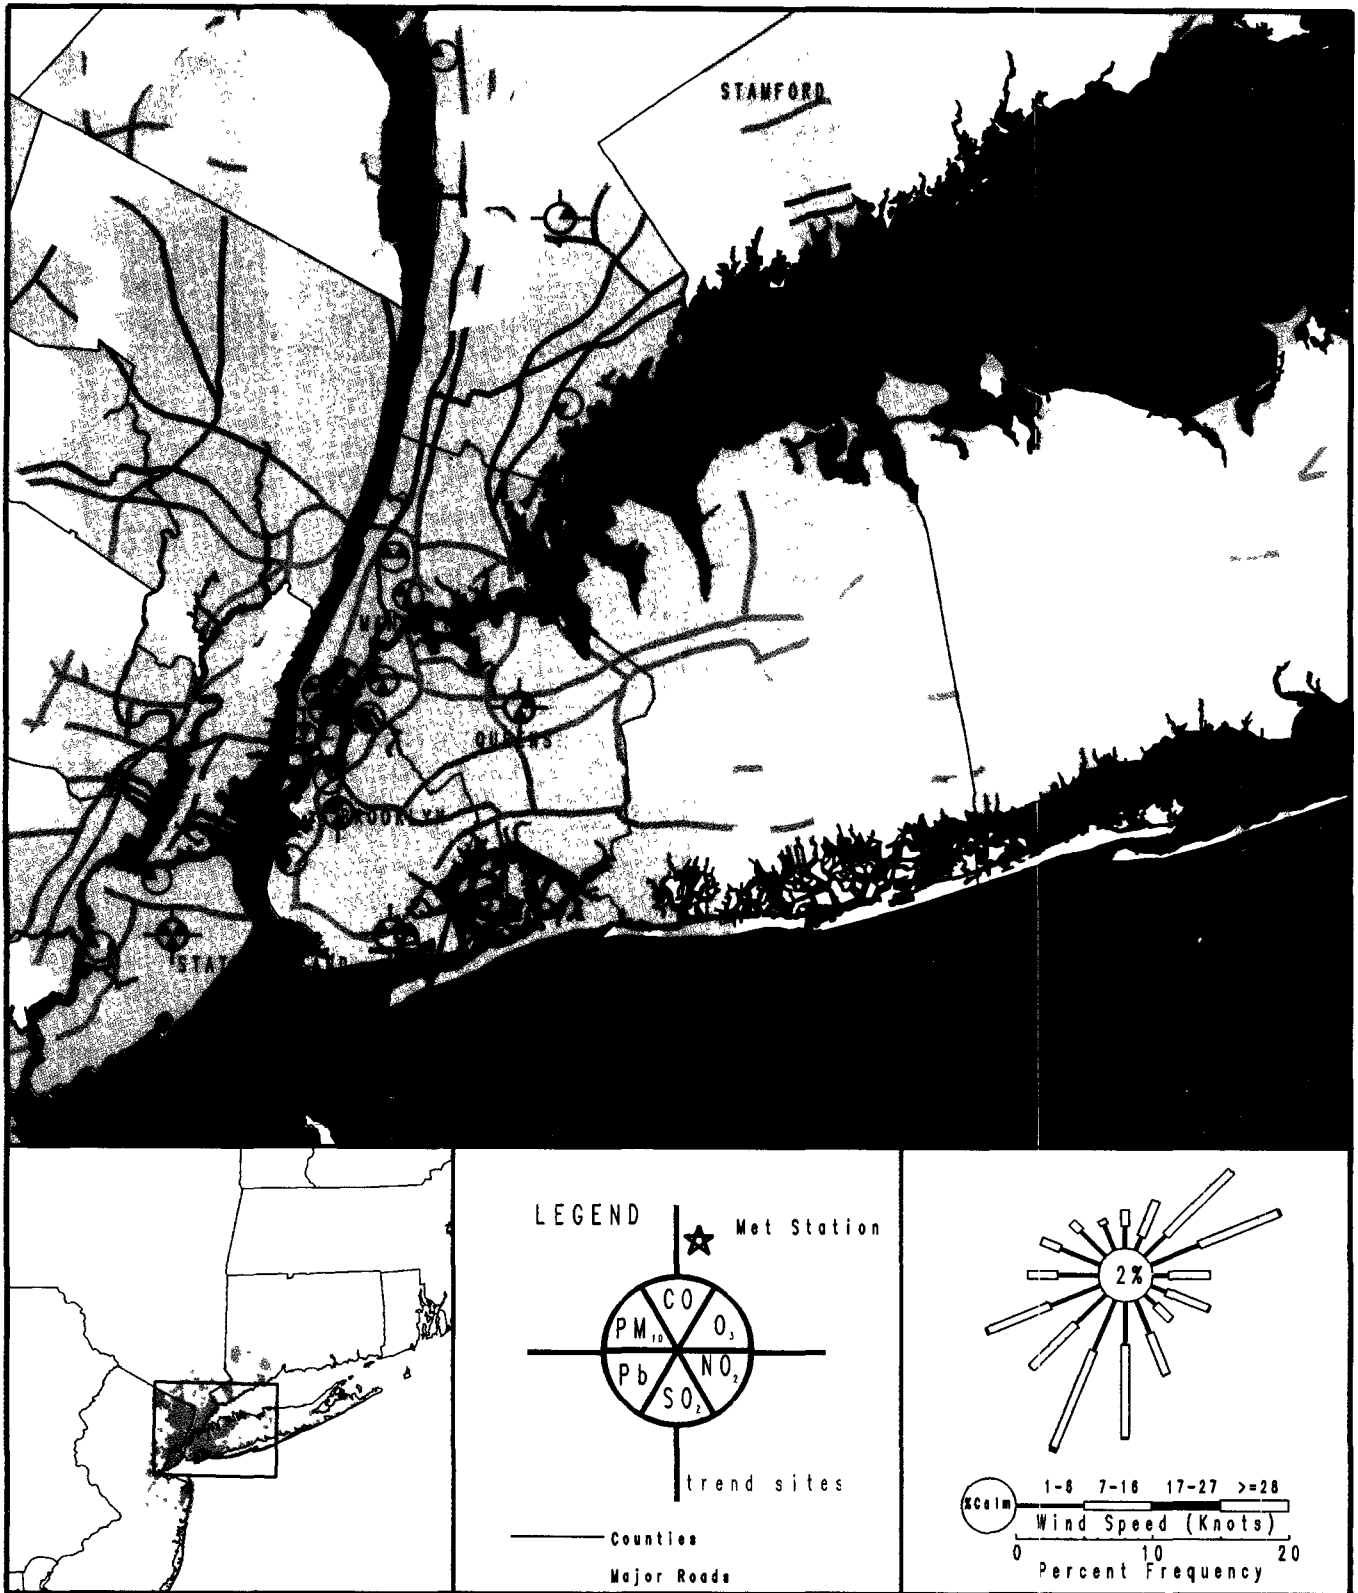 STAMFORD
QUEENS
BROOKLYN
LEGEND
Met Station
CO
PM₁₀ O₃
Pb NO₂
SO₂
trend sites
Counties
Major Roads
2%
%Calm 1-6 7-16 17-27 >=28
Wind Speed (Knots)
0 10 20
Percent Frequency